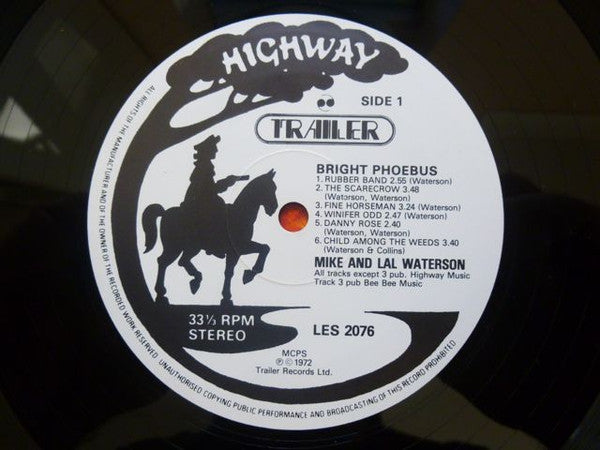 HIGHWAY
SIDE 1
TRAILER
BRIGHT PHOEBUS
1. RUBBER BAND 2.55 (Waterson)
2. THE SCARECROW 3.48
(Waterson, Waterson)
3. FINE HORSEMAN 3.24 (Waterson)
4. WINIFER ODD 2.47 (Waterson)
5. DANNY ROSE 2.40
(Waterson, Waterson)
6. CHILD AMONG THE WEEDS 3.40
(Waterson & Collins)
MIKE AND LAL WATERSON
All tracks except 3 pub. Highway Music
Track 3 pub Bee Bee Music
33⅓ RPM
STEREO
LES 2076
MCPS
℗ © 1972
Trailer Records Ltd.
ALL RIGHTS OF THE MANUFACTURER AND OF THE OWNER OF THE RECORDED WORK RESERVED. UNAUTHORISED COPYING PUBLIC PERFORMANCE AND BROADCASTING OF THIS RECORD PROHIBITED